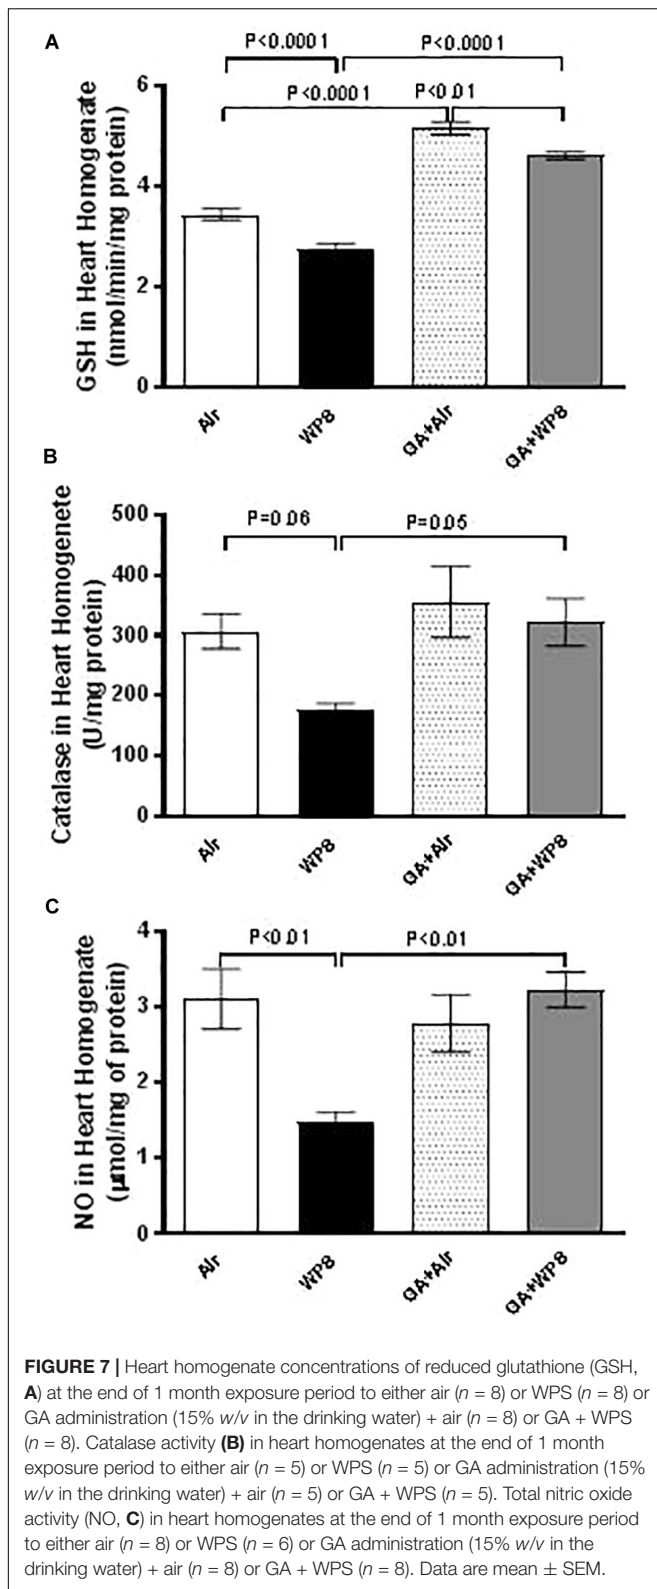 A
P<0.0001
P<0.0001
P<0.0001
P<0.01
6
4
2
0
GSH in Heart Homogenate
(nmol/min/mg protein)
Air
WPS
GA+Air
GA+WPS
B
P=0.06
P=0.05
500
400
300
200
100
0
Catalase in Heart Homogenete
(U/mg protein)
Air
WPS
GA+Air
GA+WPS
C
P<0.01
P<0.01
4
3
2
1
0
NO in Heart Homogenate
(µmol/mg of protein)
Air
WPS
GA+Air
GA+WPS
FIGURE 7 | Heart homogenate concentrations of reduced glutathione (GSH,
A) at the end of 1 month exposure period to either air (n = 8) or WPS (n = 8) or
GA administration (15% w/v in the drinking water) + air (n = 8) or GA + WPS
(n = 8). Catalase activity (B) in heart homogenates at the end of 1 month
exposure period to either air (n = 5) or WPS (n = 5) or GA administration (15%
w/v in the drinking water) + air (n = 5) or GA + WPS (n = 5). Total nitric oxide
activity (NO, C) in heart homogenates at the end of 1 month exposure period
to either air (n = 8) or WPS (n = 6) or GA administration (15% w/v in the
drinking water) + air (n = 8) or GA + WPS (n = 8). Data are mean ± SEM.